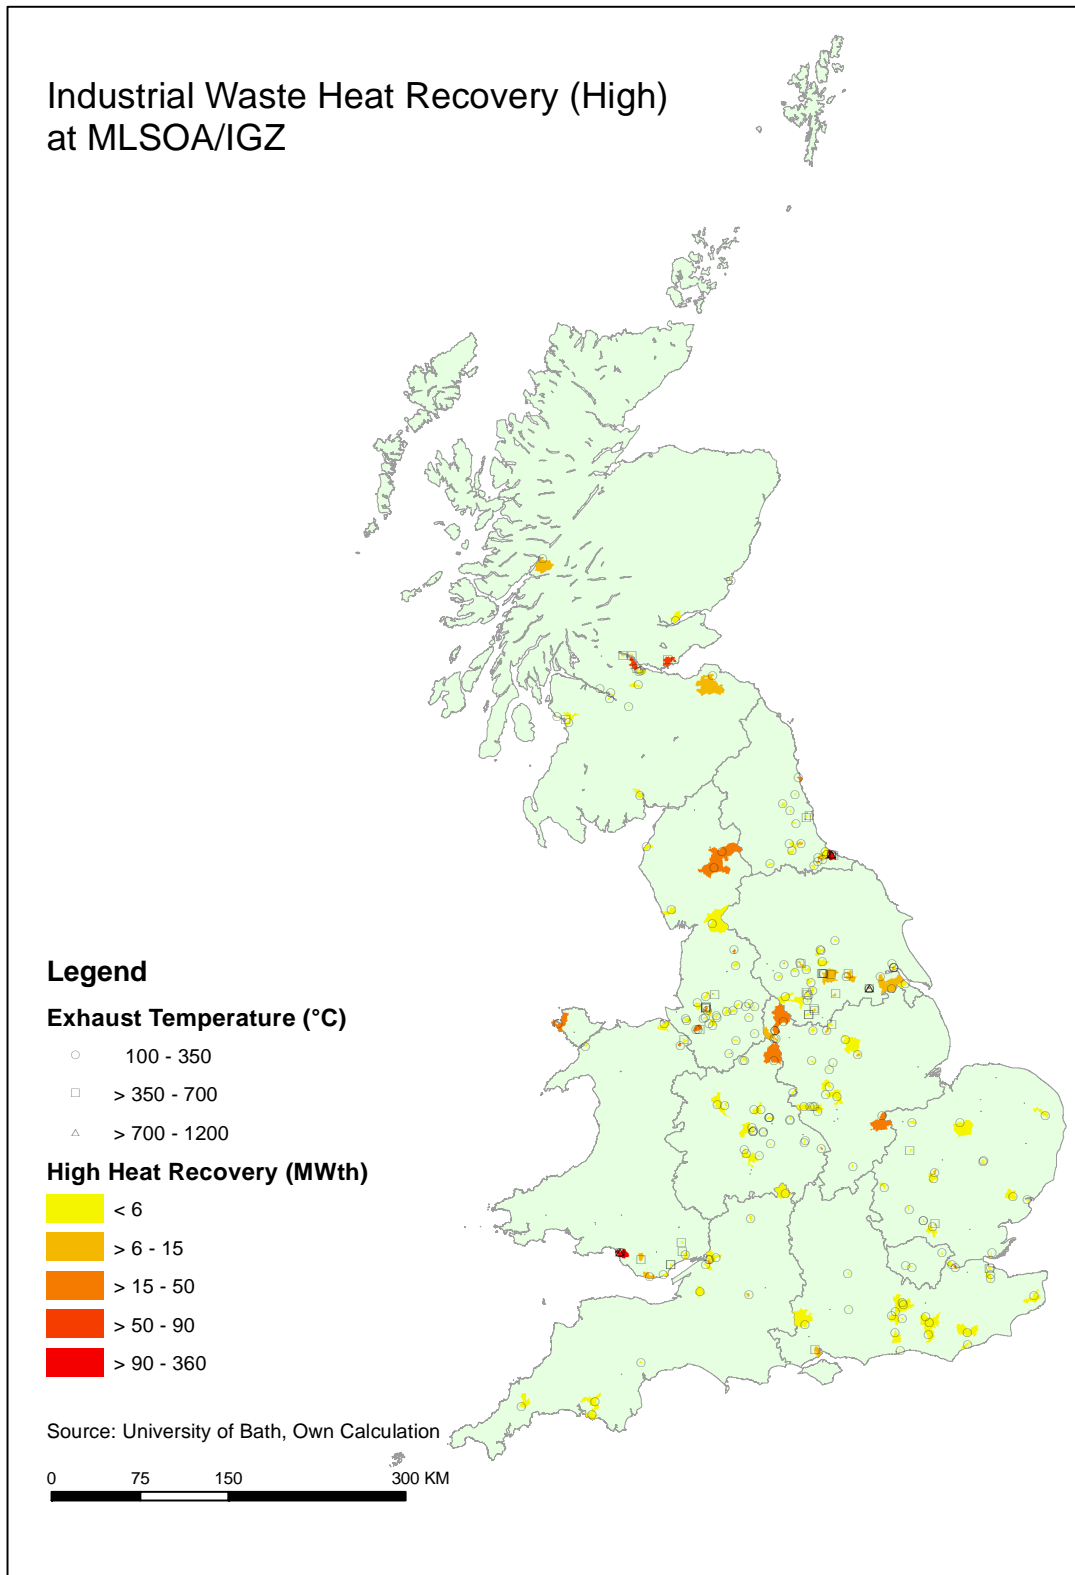 Industrial Waste Heat Recovery (High)
at MLSOA/IGZ
Legend
Exhaust Temperature (°C)
100 - 350
> 350 - 700
> 700 - 1200
High Heat Recovery (MWth)
< 6
> 6 - 15
> 15 - 50
> 50 - 90
> 90 - 360
Source: University of Bath, Own Calculation
0 75 150 300 KM